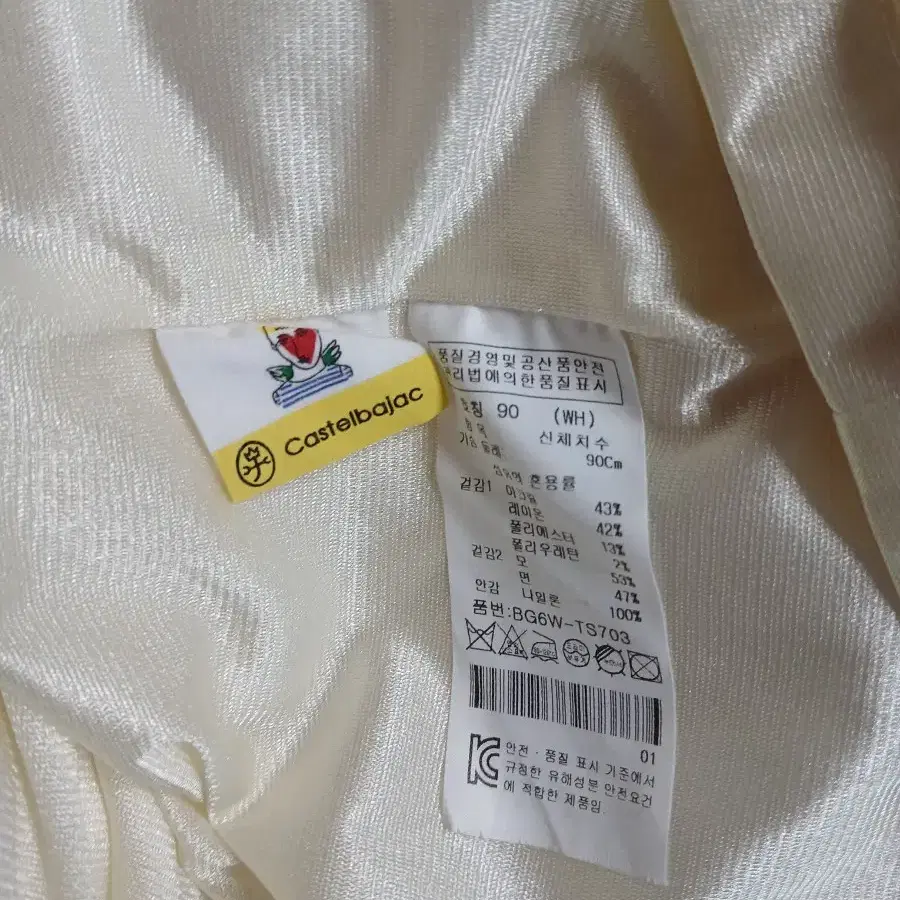 Castelbajac
품질경영및공산품안전
관리법에의한품질표시
호칭 90 (WH)
신체치수
가슴둘레 90Cm
섬유의 혼용률
겉감1 아크릴 43%
레이온 42%
폴리에스터 13%
폴리우레탄 2%
겉감2 모 53%
면 47%
안감 나일론 100%
품번:BG6W-TS703
01
안전·품질 표시 기준에서
규정한 유해성분 안전요건
에 적합한 제품임.